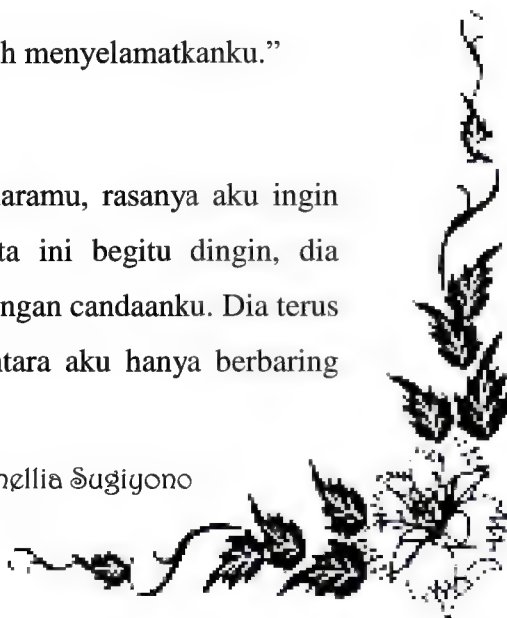 h menyelamatkanku.”
aramu, rasanya aku ingin
ta ini begitu dingin, dia
ngan candaanku. Dia terus
ntara aku hanya berbaring
nellia Sugiyono